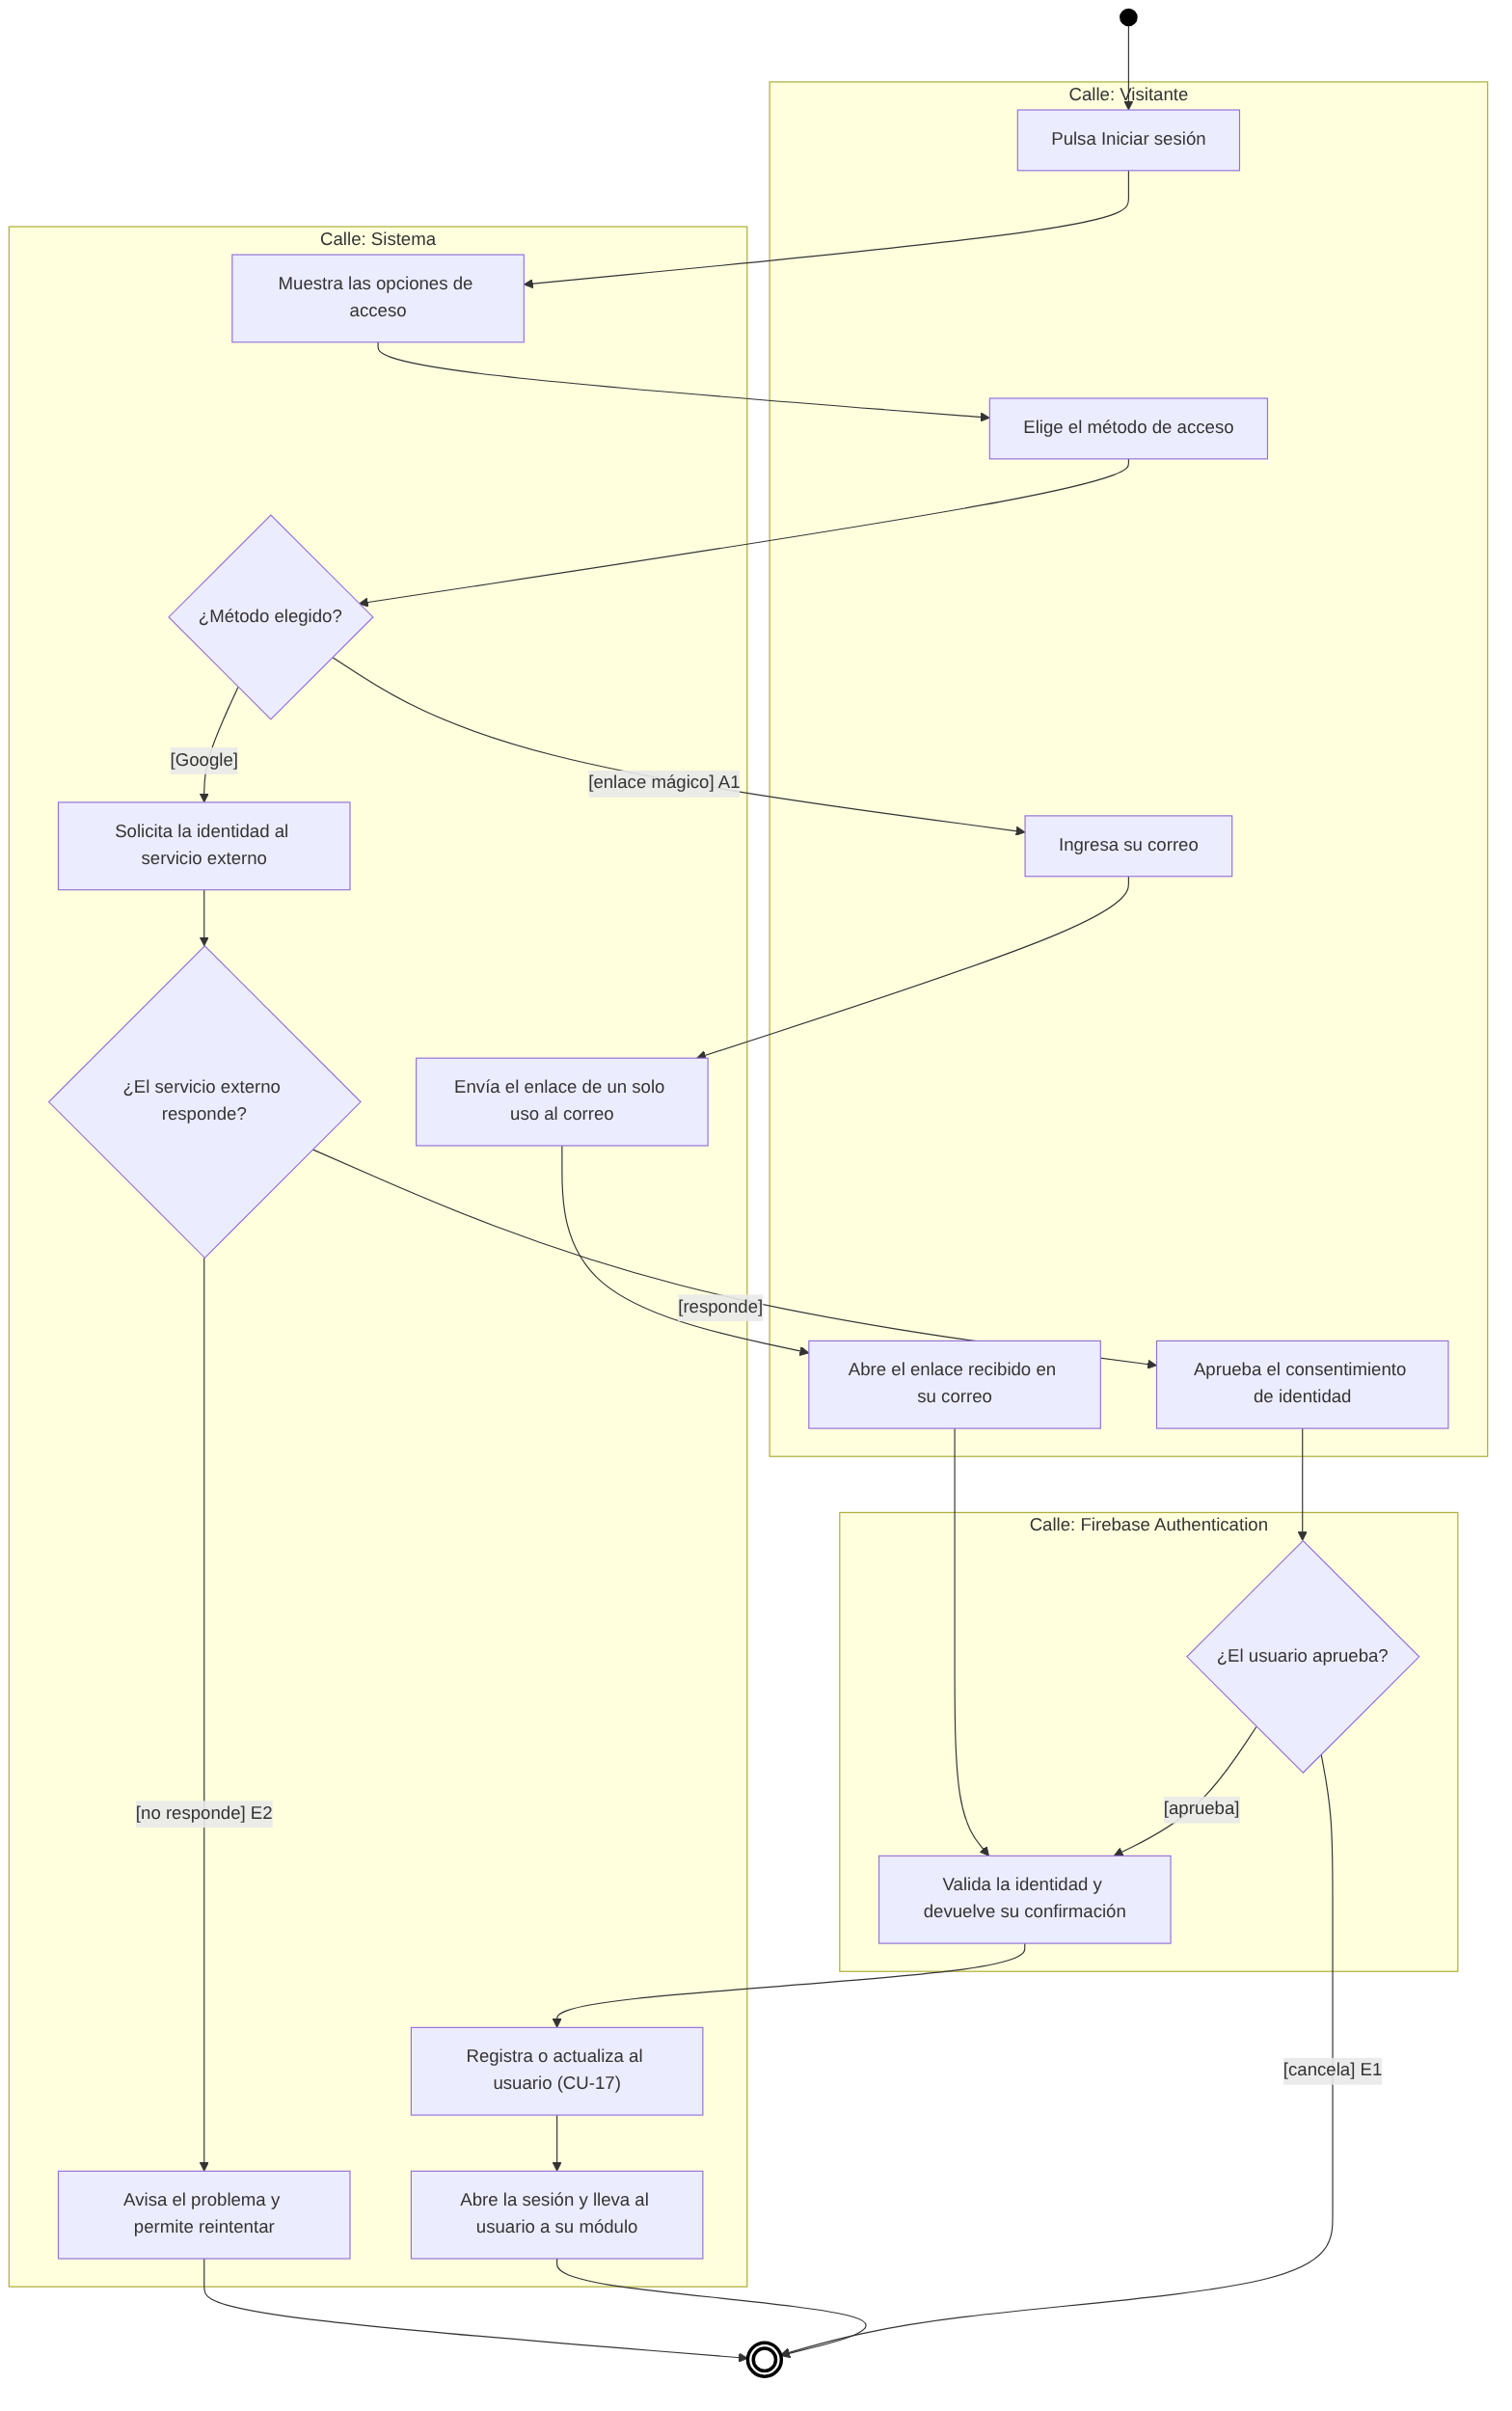 Calle: Visitante
Pulsa Iniciar sesión
Calle: Sistema
Muestra las opciones de
acceso
Elige el método de acceso
¿Método elegido?
[Google]
[enlace mágico] A1
Solicita la identidad al
servicio externo
Ingresa su correo
¿El servicio externo
responde?
Envía el enlace de un solo
uso al correo
[responde]
Abre el enlace recibido en
su correo
Aprueba el consentimiento
de identidad
Calle: Firebase Authentication
¿El usuario aprueba?
[no responde] E2
[aprueba]
Valida la identidad y
devuelve su confirmación
Registra o actualiza al
usuario (CU-17)
[cancela] E1
Avisa el problema y
permite reintentar
Abre la sesión y lleva al
usuario a su módulo